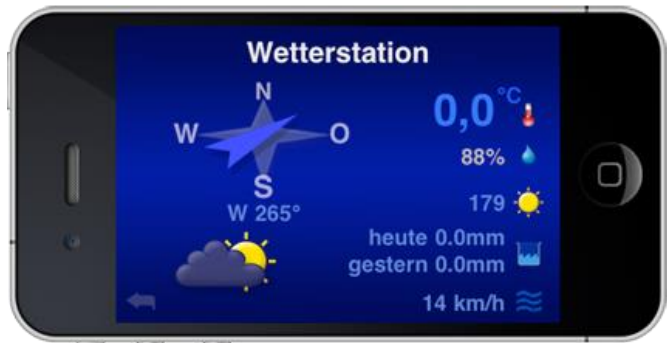 Wetterstation
N
W
O
S
W 265°
0,0 °C
88%
179
heute 0.0mm
gestern 0.0mm
14 km/h